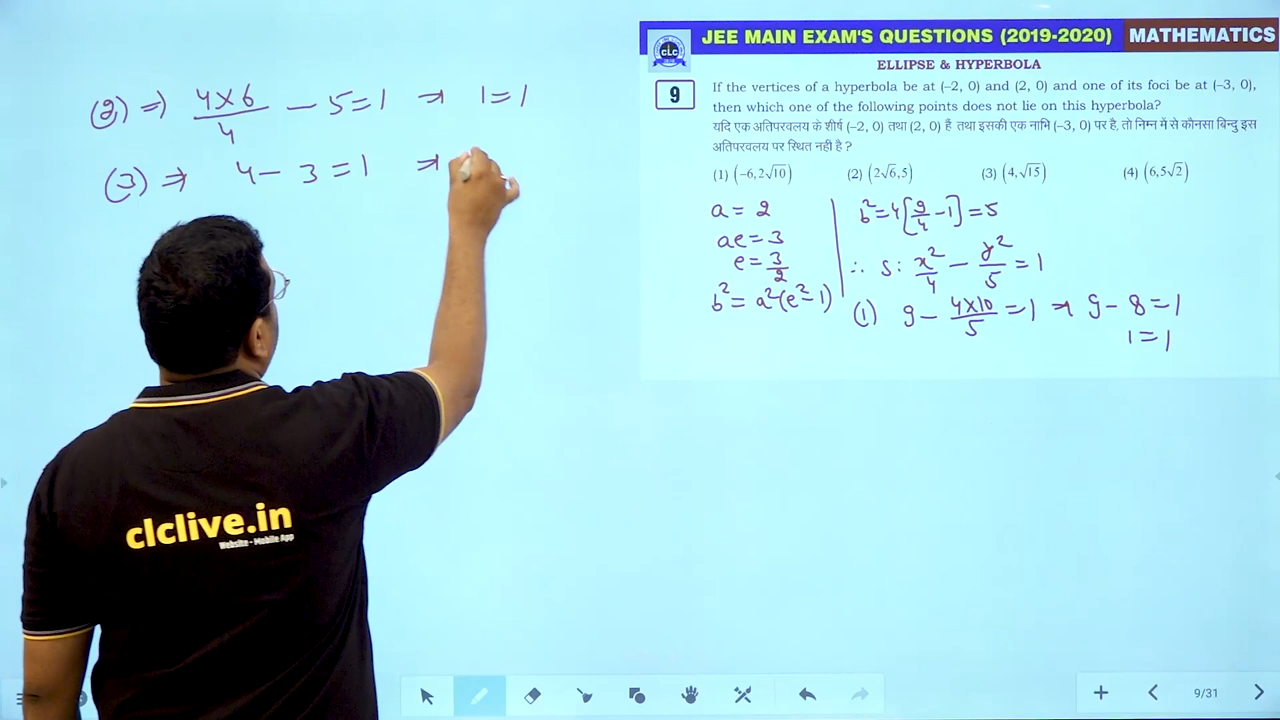 JEE MAIN EXAM'S QUESTIONS (2019-2020) MATHEMATICS
CLC
ELLIPSE & HYPERBOLA
9
If the vertices of a hyperbola be at (–2, 0) and (2, 0) and one of its foci be at (–3, 0),
then which one of the following points does not lie on this hyperbola?
यदि एक अतिपरवलय के शीर्ष (–2, 0) तथा (2, 0) हैं तथा इसकी एक नाभि (–3, 0) पर है, तो निम्न में से कौनसा बिन्दु इस
अतिपरवलय पर स्थित नही है ?
(1) (−6, 2√10) (2) (2√6, 5) (3) (4, √15) (4) (6, 5√2)
a = 2
ae = 3
e = 3/2
b² = a²(e²−1)
b² = 4[9/4 − 1] = 5
∴ S: x²/4 − y²/5 = 1
(1) 9 − 4×10/5 = 1 ⇒ 9 − 8 = 1
1 = 1
(2) ⇒ 4×6/4 − 5 = 1 ⇒ 1 = 1
(3) ⇒ 4 − 3 = 1 ⇒
clclive.in
Website - Mobile App
9/31